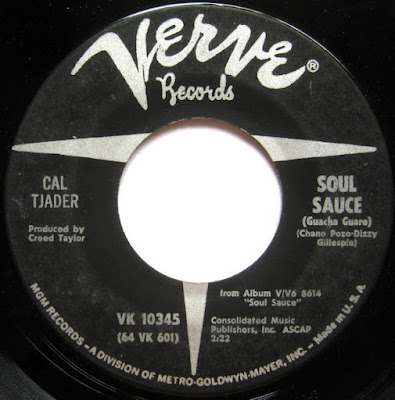 Verve®
Records
CAL
TJADER
Produced by
Creed Taylor
SOUL
SAUCE
(Guacha Guaro)
(Chano Pozo-Dizzy
Gillespie)
VK 10345
(64 VK 601)
from Album V/V6 8614
"Soul Sauce"
Consolidated Music
Publishers, Inc. ASCAP
2:22
MGM RECORDS - A DIVISION OF METRO-GOLDWYN-MAYER, INC. - Made in U.S.A.